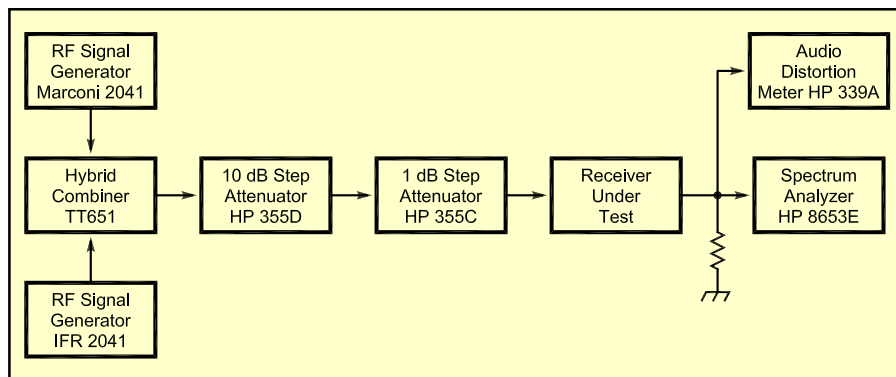 RF Signal
Generator
Marconi 2041
Audio
Distortion
Meter HP 339A
Hybrid
Combiner
TT651
10 dB Step
Attenuator
HP 355D
1 dB Step
Attenuator
HP 355C
Receiver
Under
Test
Spectrum
Analyzer
HP 8653E
RF Signal
Generator
IFR 2041